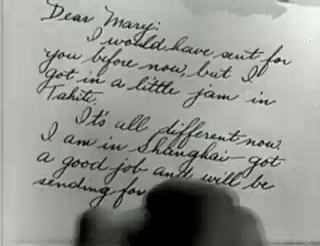 Dear Mary;
I would have sent for
you before now, but I
got in a little jam in
Tahiti.
It's all different now.
I am in Shanghai - got
a good job and will be
sending for